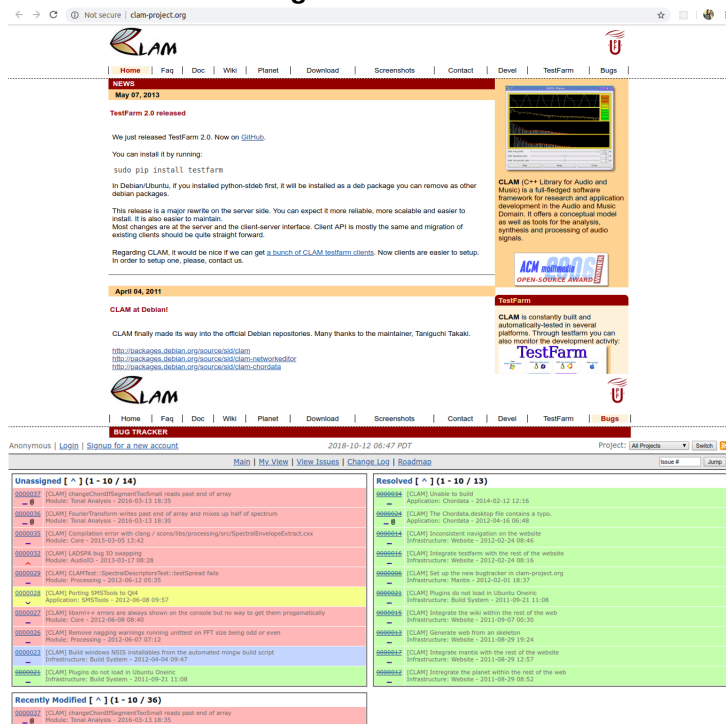 Not secure | clam-project.org
CLAM
Home | Faq | Doc | Wiki | Planet | Download | Screenshots | Contact | Devel | TestFarm | Bugs
NEWS
May 07, 2013
TestFarm 2.0 released
We just released TestFarm 2.0. Now on GitHub.
You can install it by running:
sudo pip install testfarm
In Debian/Ubuntu, if you installed python-stdeb first, it will be installed as a deb package you can remove as other
debian packages.
This release is a major rewrite on the server side. You can expect it more reliable, more scalable and easier to
install. It is also easier to maintain.
Most changes are at the server and the client-server interface. Client API is mostly the same and migration of
existing clients should be quite straight forward.
Regarding CLAM, it would be nice if we can get a bunch of CLAM testfarm clients. Now clients are easier to setup.
In order to setup one, please, contact us.
April 04, 2011
CLAM at Debian!
CLAM finally made its way into the official Debian repositories. Many thanks to the maintainer, Taniguchi Takaki.
http://packages.debian.org/source/sid/clam
http://packages.debian.org/source/sid/clam-networkeditor
http://packages.debian.org/source/sid/clam-chordata
CLAM (C++ Library for Audio and
Music) is a full-fledged software
framework for research and application
development in the Audio and Music
Domain. It offers a conceptual model
as well as tools for the analysis,
synthesis and processing of audio
signals.
ACM multimedia 2006
OPEN-SOURCE AWARD
TestFarm
CLAM is constantly built and
automatically-tested in several
platforms. Through testfarm you can
also monitor the development activity:
TestFarm
CLAM
Home | Faq | Doc | Wiki | Planet | Download | Screenshots | Contact | Devel | TestFarm | Bugs
BUG TRACKER
Anonymous | Login | Signup for a new account
2018-10-12 06:47 PDT
Project: All Projects Switch
Main | My View | View Issues | Change Log | Roadmap
Issue # Jump
Unassigned [ ^ ] (1 - 10 / 14)
0000037 [CLAM] changeChordIfSegmentTooSmall reads past end of array
Module: Tonal Analysis - 2016-03-13 18:35
0000036 [CLAM] FourierTransform writes past end of array and mixes up half of spectrum
Module: Tonal Analysis - 2016-03-13 18:30
0000035 [CLAM] Compilation error with clang / scons/libs/processing/src/SpectralEnvelopeExtract.cxx
Module: Core - 2015-03-05 13:42
0000032 [CLAM] LADSPA bug IO swapping
Module: AudioIO - 2013-03-17 08:28
0000029 [CLAM] CLAMTest::SpectralDescriptorsTest::testSpread fails
Module: Processing - 2012-06-12 05:35
0000028 [CLAM] Porting SMSTools to Qt4
Application: SMSTools - 2012-06-08 09:57
0000027 [CLAM] libxml++ errors are always shown on the console but no way to get them progamatically
Module: Core - 2012-06-08 08:40
0000026 [CLAM] Remove nagging warnings running unittest on FFT size being odd or even
Module: Processing - 2012-06-07 07:12
0000023 [CLAM] Build windows NSIS installables from the automated mingw build script
Infrastructure: Build System - 2012-04-04 09:47
0000021 [CLAM] Plugins do not load in Ubuntu Oneiric
Infrastructure: Build System - 2011-09-21 11:08
Resolved [ ^ ] (1 - 10 / 13)
0000034 [CLAM] Unable to build
Application: Chordata - 2014-02-12 12:16
0000024 [CLAM] The Chordata.desktop file contains a typo.
Application: Chordata - 2012-04-16 06:48
0000014 [CLAM] Inconsistent navigation on the website
Infrastructure: Website - 2012-02-24 08:46
0000016 [CLAM] Integrate testfarm with the rest of the website
Infrastructure: Website - 2012-02-24 08:16
0000006 [CLAM] Set up the new bugtracker in clam-project.org
Infrastructure: Mantis - 2012-02-01 18:37
0000021 [CLAM] Plugins do not load in Ubuntu Oneiric
Infrastructure: Build System - 2011-09-21 11:08
0000015 [CLAM] Integrate the wiki within the rest of the web
Infrastructure: Website - 2011-09-07 00:30
0000013 [CLAM] Generate web from an skeleton
Infrastructure: Website - 2011-08-29 19:24
0000017 [CLAM] Integrate mantis with the rest of the website
Infrastructure: Website - 2011-08-29 12:57
0000012 [CLAM] Intregrate the planet within the rest of the web
Infrastructure: Website - 2011-08-29 08:52
Recently Modified [ ^ ] (1 - 10 / 36)
0000037 [CLAM] changeChordIfSegmentTooSmall reads past end of array
Module: Tonal Analysis - 2016-03-13 18:35